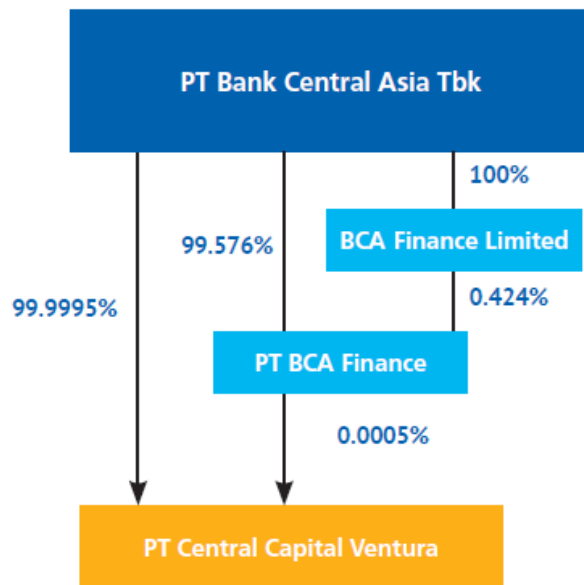 PT Bank Central Asia Tbk
100%
99.576%
BCA Finance Limited
99.9995%
0.424%
PT BCA Finance
0.0005%
PT Central Capital Ventura